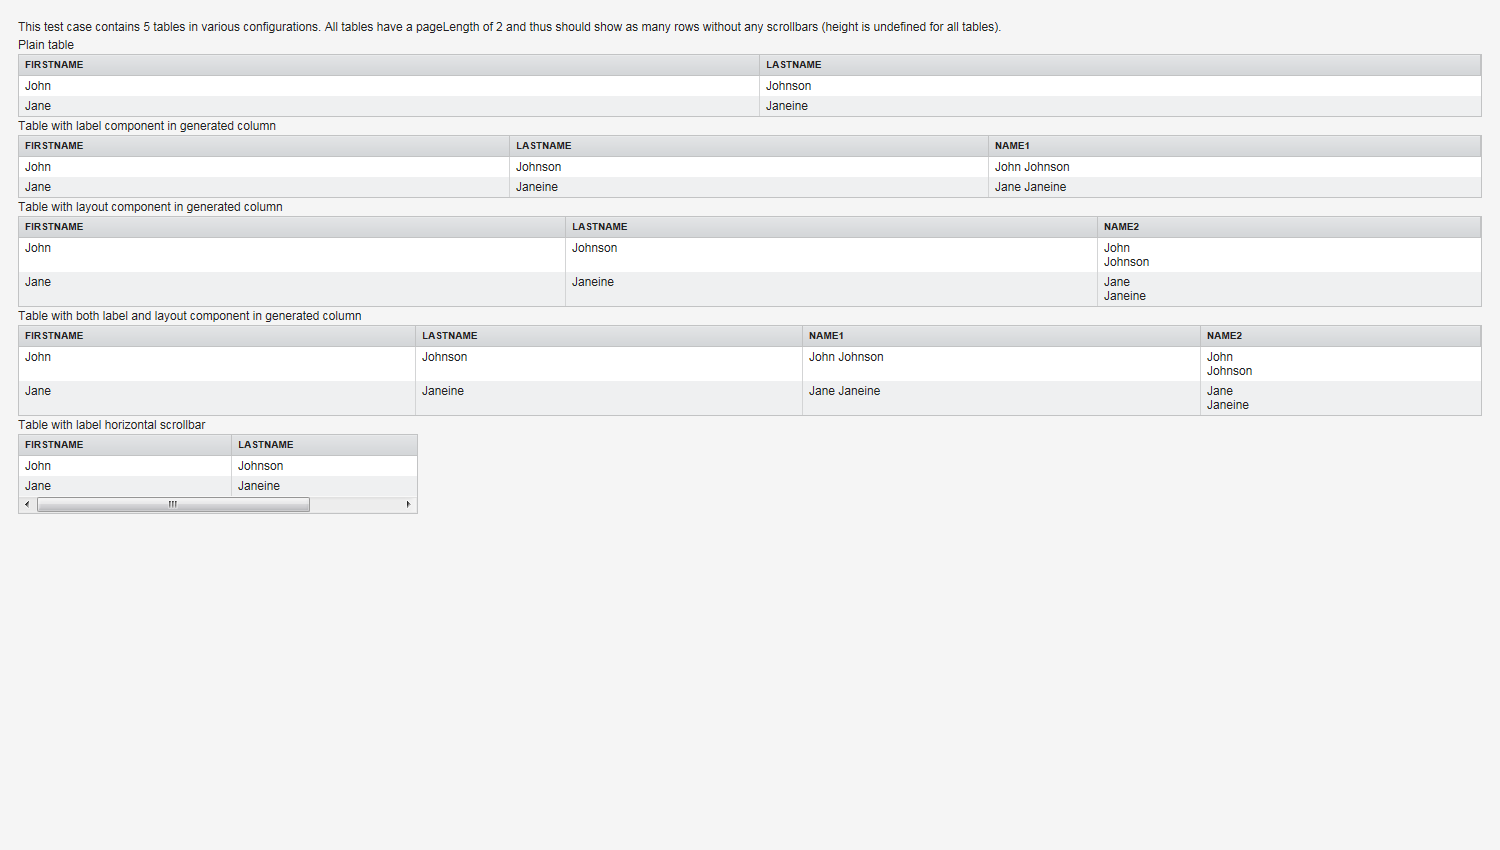 This test case contains 5 tables in various configurations. All tables have a pageLength of 2 and thus should show as many rows without any scrollbars (height is undefined for all tables).
Plain table
FIRSTNAME LASTNAME
John Johnson
Jane Janeine
Table with label component in generated column
FIRSTNAME LASTNAME NAME1
John Johnson John Johnson
Jane Janeine Jane Janeine
Table with layout component in generated column
FIRSTNAME LASTNAME NAME2
John Johnson John
Johnson
Jane Janeine Jane
Janeine
Table with both label and layout component in generated column
FIRSTNAME LASTNAME NAME1 NAME2
John Johnson John Johnson John
Johnson
Jane Janeine Jane Janeine Jane
Janeine
Table with label horizontal scrollbar
FIRSTNAME LASTNAME
John Johnson
Jane Janeine